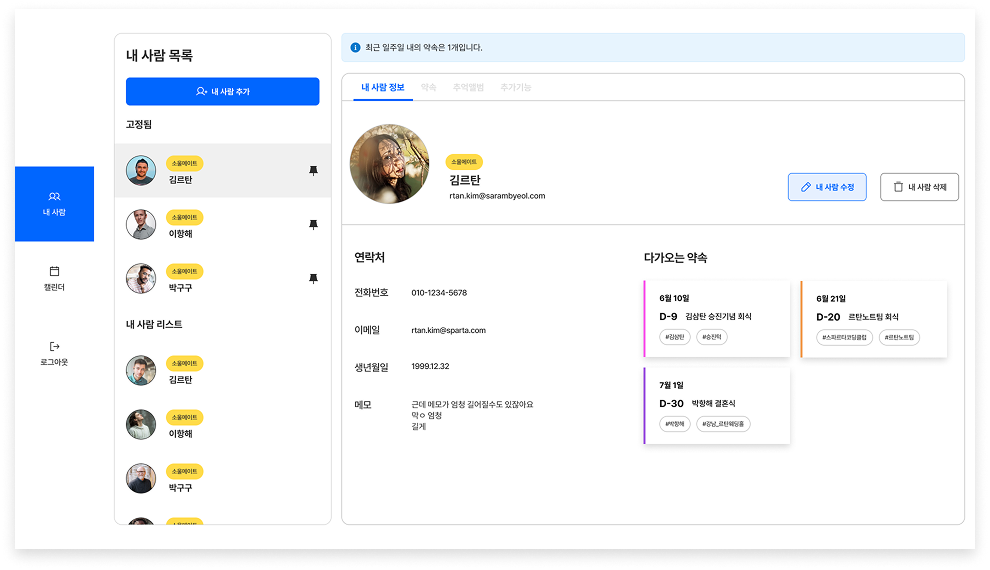 내 사람
캘린더
로그아웃
내 사람 목록
내 사람 추가
고정됨
소울메이트
김르탄
소울메이트
이항해
소울메이트
박구구
내 사람 리스트
소울메이트
김르탄
소울메이트
이항해
소울메이트
박구구
소울메이트
최근 일주일 내의 약속은 1개입니다.
내 사람 정보 약속 추억앨범 추가기능
소울메이트
김르탄
rtan.kim@sarambyeol.com
내 사람 수정
내 사람 삭제
연락처
전화번호 010-1234-5678
이메일 rtan.kim@sparta.com
생년월일 1999.12.32
메모 근데 메모가 엄청 길어질수도 있잖아요
막ㅇ 엄청
길게
다가오는 약속
6월 10일
D-9 김삼탄 승진기념 회식
#김삼탄 #승진턱
6월 21일
D-20 르탄노트팀 회식
#스파르타코딩클럽 #르탄노트팀
7월 1일
D-30 박항해 결혼식
#박항해 #강남_르탄웨딩홀